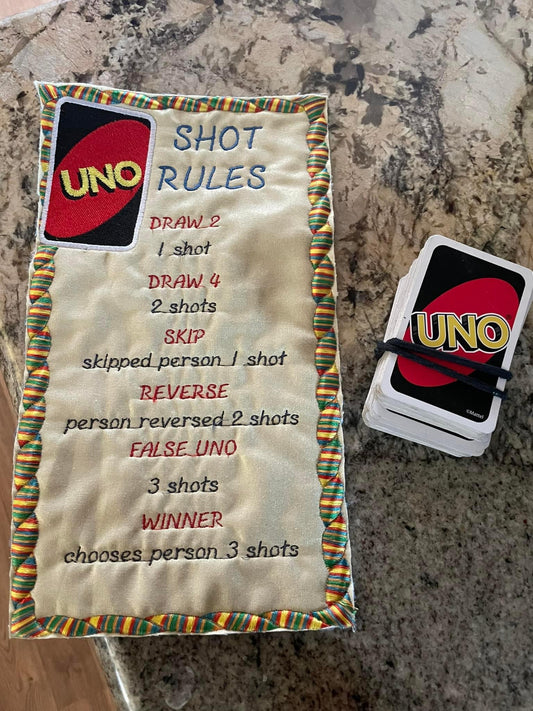 UNO
SHOT
RULES
DRAW 2
1 shot
DRAW 4
2 shots
SKIP
skipped person 1 shot
REVERSE
person reversed 2 shots
FALSE UNO
3 shots
WINNER
chooses person 3 shots
UNO
©Mattel